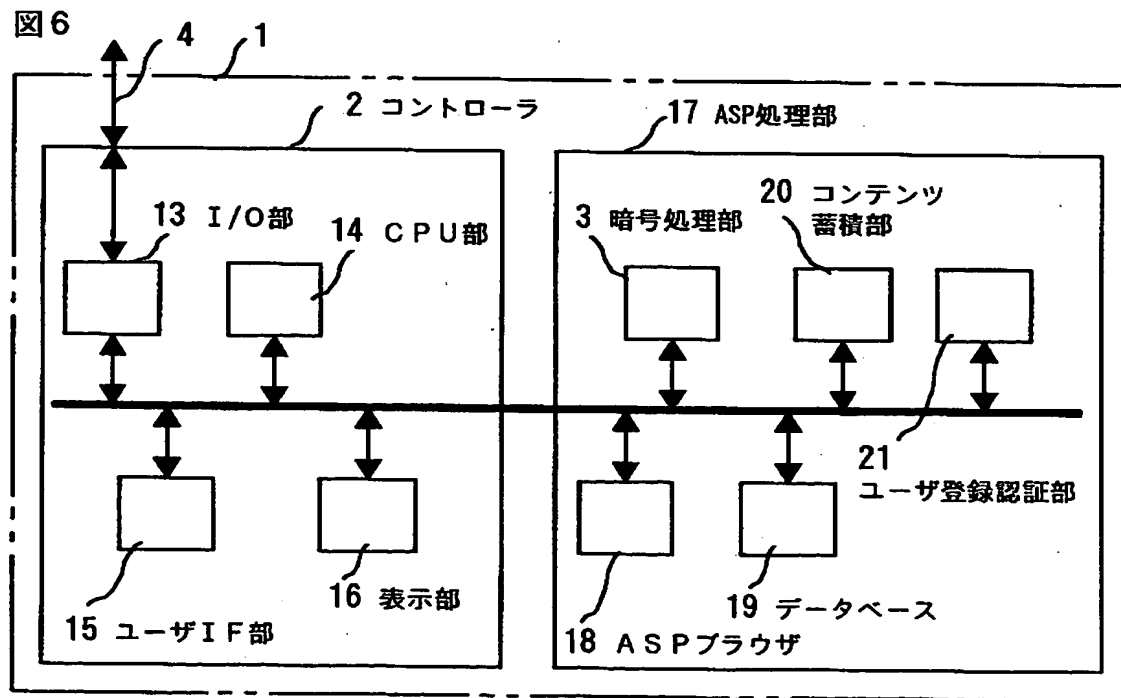 図6
4
1
2 コントローラ
17 ASP処理部
13 I/O部
14 CPU部
3 暗号処理部
20 コンテンツ
蓄積部
15 ユーザIF部
16 表示部
18 ASPブラウザ
19 データベース
21
ユーザ登録認証部